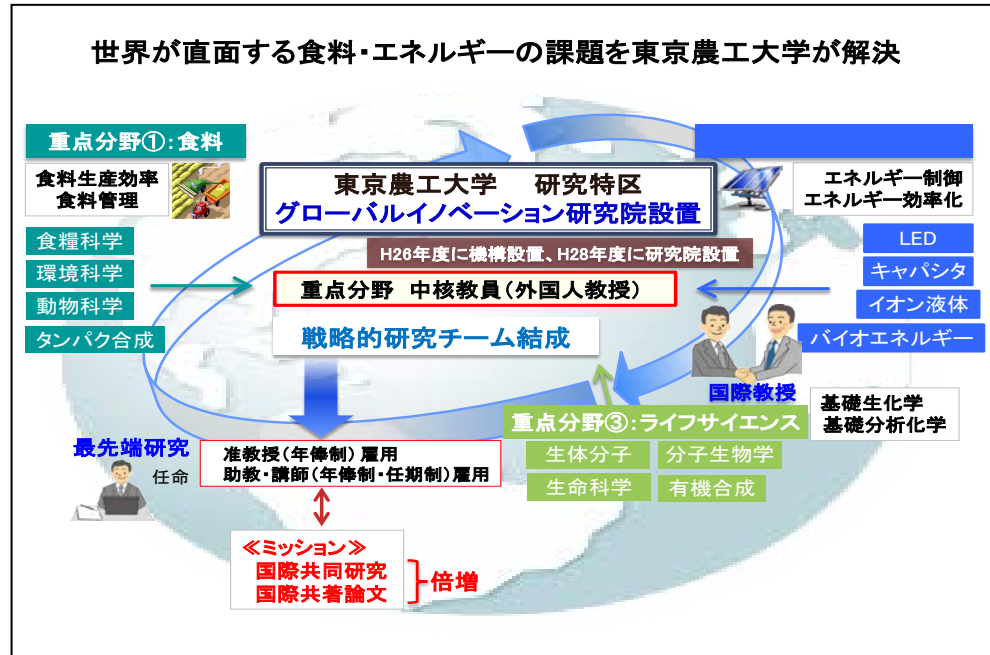 世界が直面する食料・エネルギーの課題を東京農工大学が解決
重点分野①：食料
食料生産効率
食料管理
食糧科学
環境科学
動物科学
タンパク合成
東京農工大学　研究特区
グローバルイノベーション研究院設置
H26年度に機構設置、H28年度に研究院設置
重点分野 中核教員（外国人教授）
戦略的研究チーム結成
エネルギー制御
エネルギー効率化
LED
キャパシタ
イオン液体
バイオエネルギー
国際教授
重点分野③：ライフサイエンス
基礎生化学
基礎分析化学
生体分子
分子生物学
生命科学
有機合成
最先端研究
任命
准教授（年俸制）雇用
助教・講師（年俸制・任期制）雇用
≪ミッション≫
国際共同研究
国際共著論文
倍増